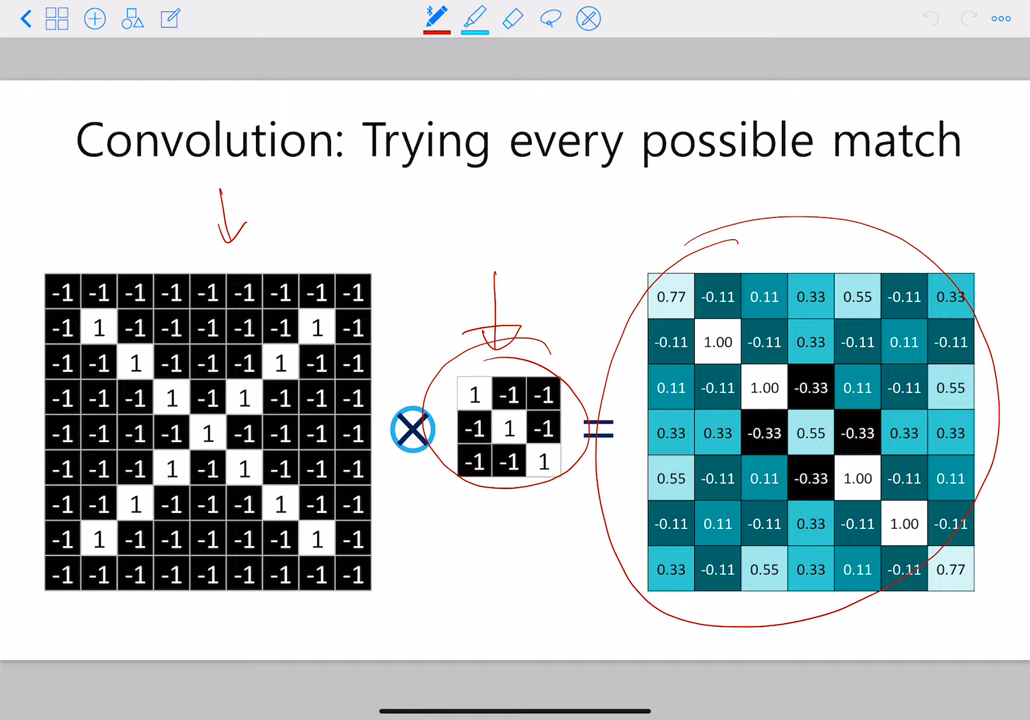 Convolution: Trying every possible match
-1 -1 -1 -1 -1 -1 -1 -1 -1
-1 1 -1 -1 -1 -1 -1 1 -1
-1 -1 1 -1 -1 -1 1 -1 -1
-1 -1 -1 1 -1 1 -1 -1 -1
-1 -1 -1 -1 1 -1 -1 -1 -1
-1 -1 -1 1 -1 1 -1 -1 -1
-1 -1 1 -1 -1 -1 1 -1 -1
-1 1 -1 -1 -1 -1 -1 1 -1
-1 -1 -1 -1 -1 -1 -1 -1 -1
1 -1 -1
-1 1 -1
-1 -1 1
=
0.77 -0.11 0.11 0.33 0.55 -0.11 0.33
-0.11 1.00 -0.11 0.33 -0.11 0.11 -0.11
0.11 -0.11 1.00 -0.33 0.11 -0.11 0.55
0.33 0.33 -0.33 0.55 -0.33 0.33 0.33
0.55 -0.11 0.11 -0.33 1.00 -0.11 0.11
-0.11 0.11 -0.11 0.33 -0.11 1.00 -0.11
0.33 -0.11 0.55 0.33 0.11 -0.11 0.77